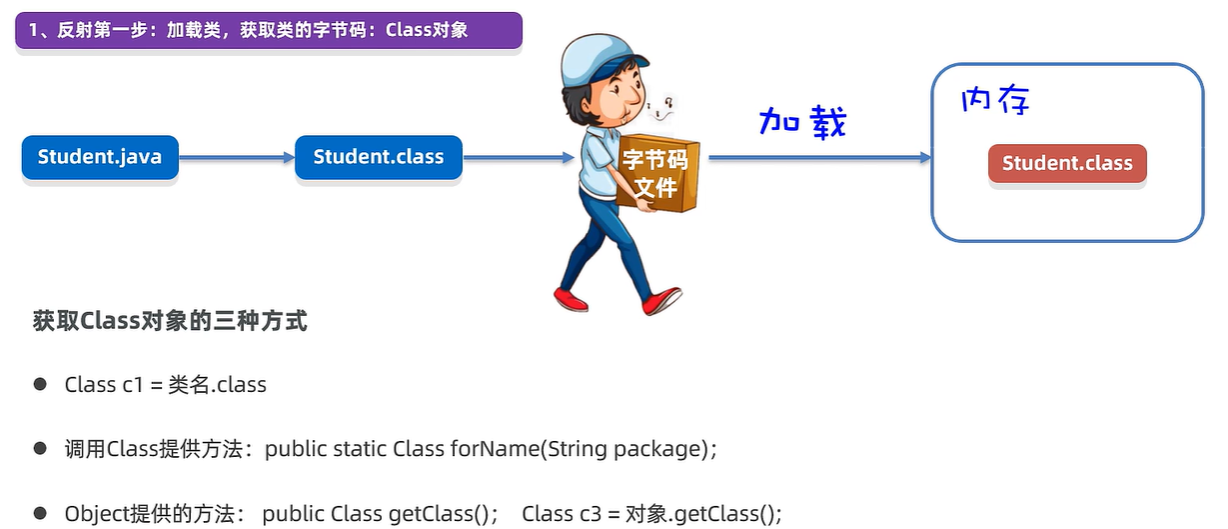 1、反射第一步：加载类，获取类的字节码：Class对象
Student.java
Student.class
字节码
文件
加载
内存
Student.class
获取Class对象的三种方式
● Class c1 = 类名.class
● 调用Class提供方法：public static Class forName(String package);
● Object提供的方法： public Class getClass(); Class c3 = 对象.getClass();